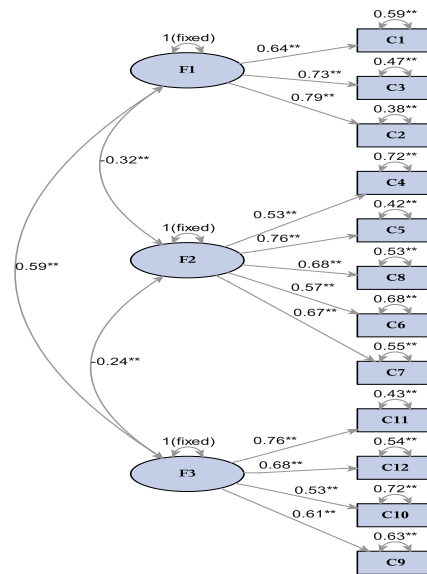 0.59**
1(fixed)
0.64**
C1
0.47**
F1
0.73**
C3
0.79**
0.38**
C2
-0.32**
0.72**
C4
0.53**
0.42**
1(fixed)
0.76**
C5
0.59**
F2
0.68**
0.53**
C8
0.57**
0.68**
0.67**
C6
-0.24**
0.55**
C7
0.43**
1(fixed)
0.76**
C11
0.54**
F3
0.68**
C12
0.53**
0.72**
0.61**
C10
0.63**
C9